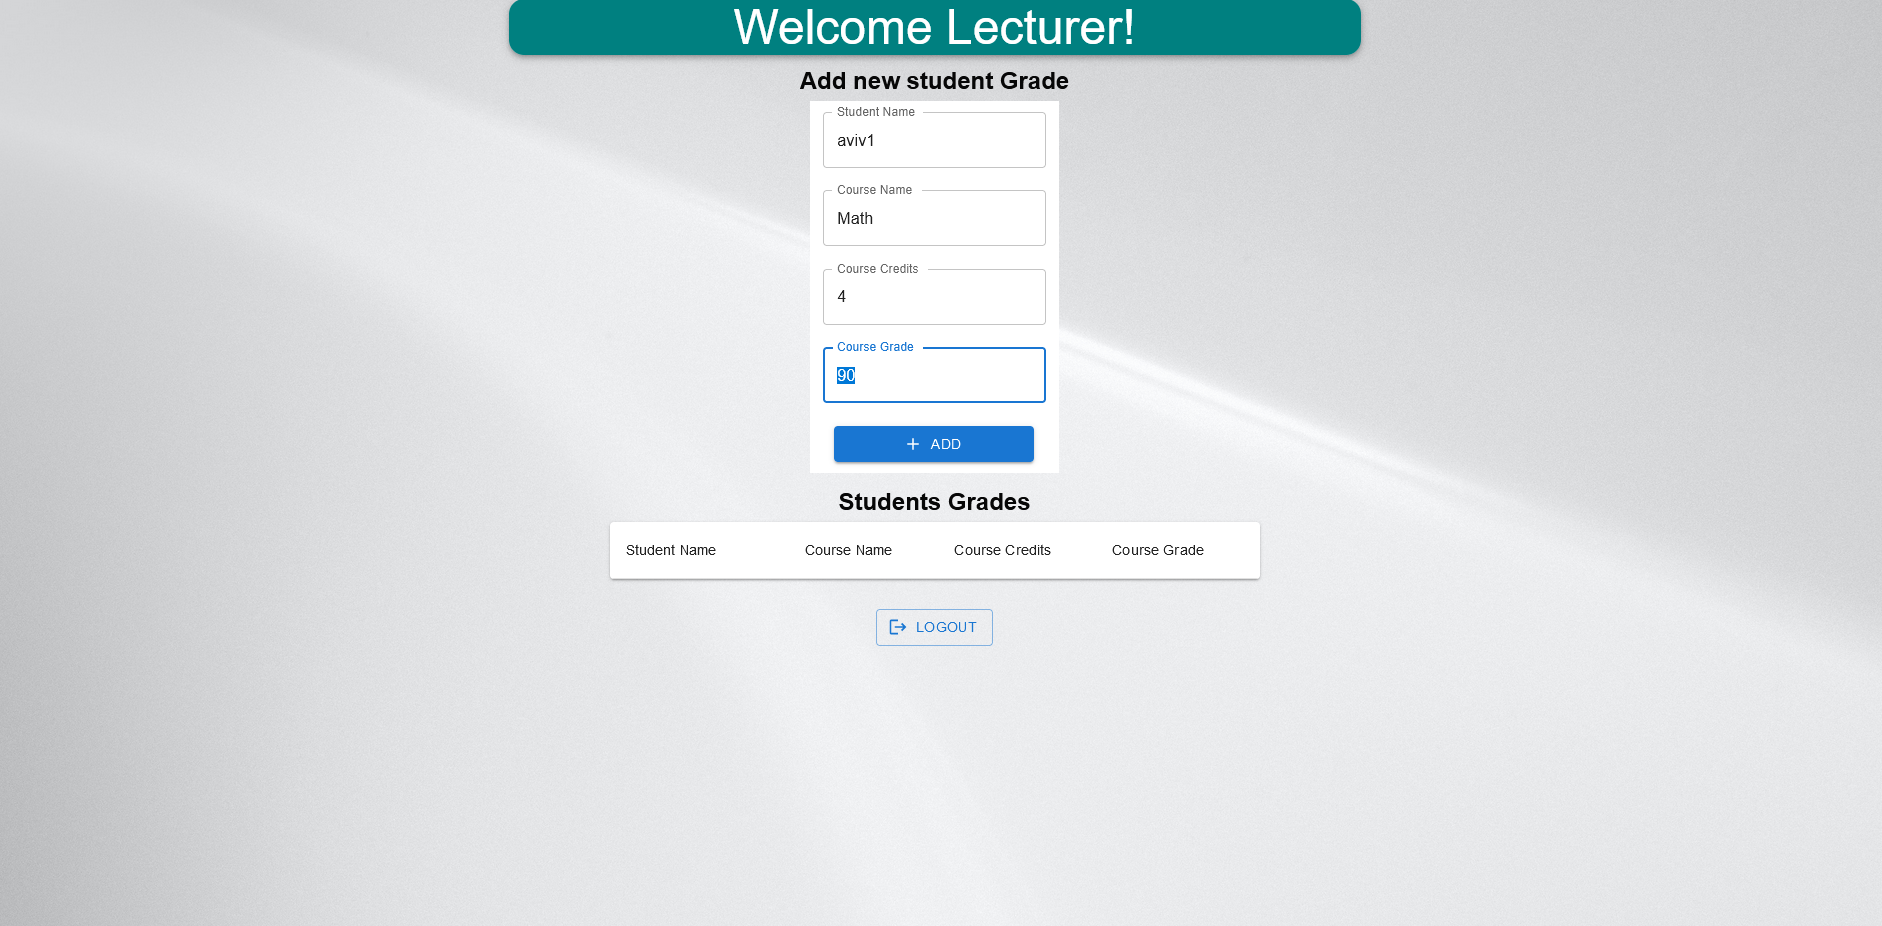 Welcome Lecturer!
Add new student Grade
Student Name
aviv1
Course Name
Math
Course Credits
4
Course Grade
90
ADD
Students Grades
Student Name Course Name Course Credits Course Grade
LOGOUT